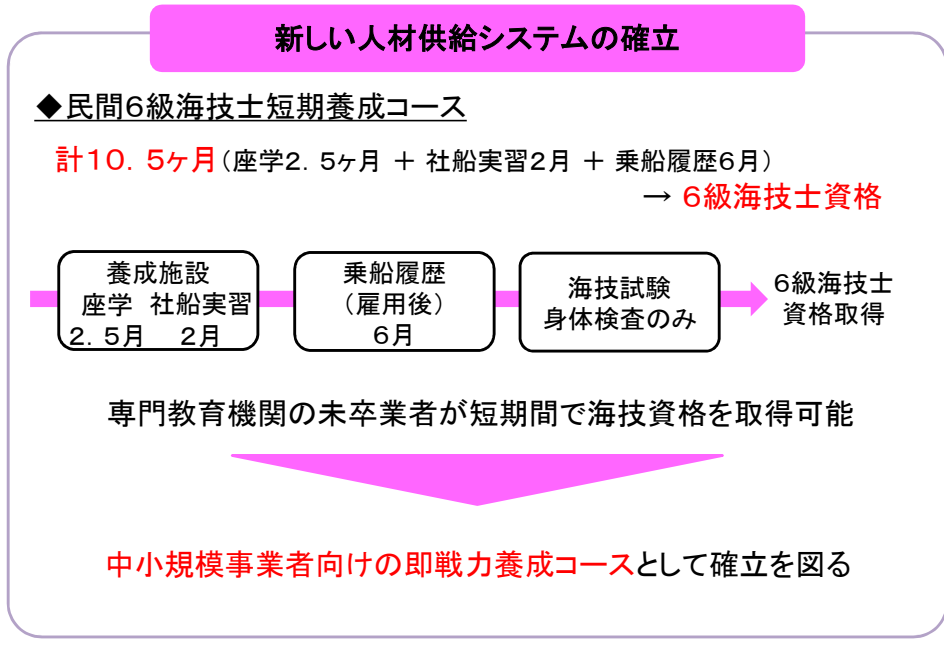 新しい人材供給システムの確立
◆民間6級海技士短期養成コース
計10.5ヶ月(座学2.5ヶ月 + 社船実習2月 + 乗船履歴6月)
→ 6級海技士資格
養成施設
座学 社船実習
2.5月 2月
乗船履歴
(雇用後)
6月
海技試験
身体検査のみ
6級海技士
資格取得
専門教育機関の未卒業者が短期間で海技資格を取得可能
中小規模事業者向けの即戦力養成コースとして確立を図る